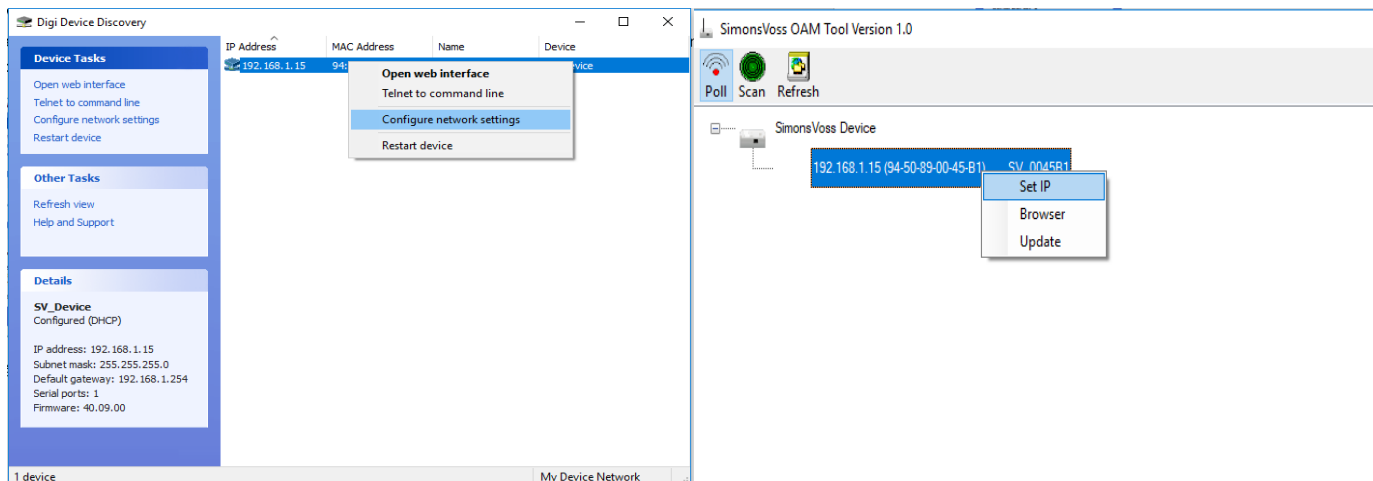 Digi Device Discovery
Device Tasks
Open web interface
Telnet to command line
Configure network settings
Restart device
Other Tasks
Refresh view
Help and Support
Details
SV_Device
Configured (DHCP)
IP address: 192.168.1.15
Subnet mask: 255.255.255.0
Default gateway: 192.168.1.254
Serial ports: 1
Firmware: 40.09.00
IP Address MAC Address Name Device
192.168.1.15 94:
Open web interface
Telnet to command line
Configure network settings
Restart device
1 device My Device Network
SimonsVoss OAM Tool Version 1.0
Poll Scan Refresh
SimonsVoss Device
192.168.1.15 (94-50-89-00-45-B1) SV_0045B1
Set IP
Browser
Update